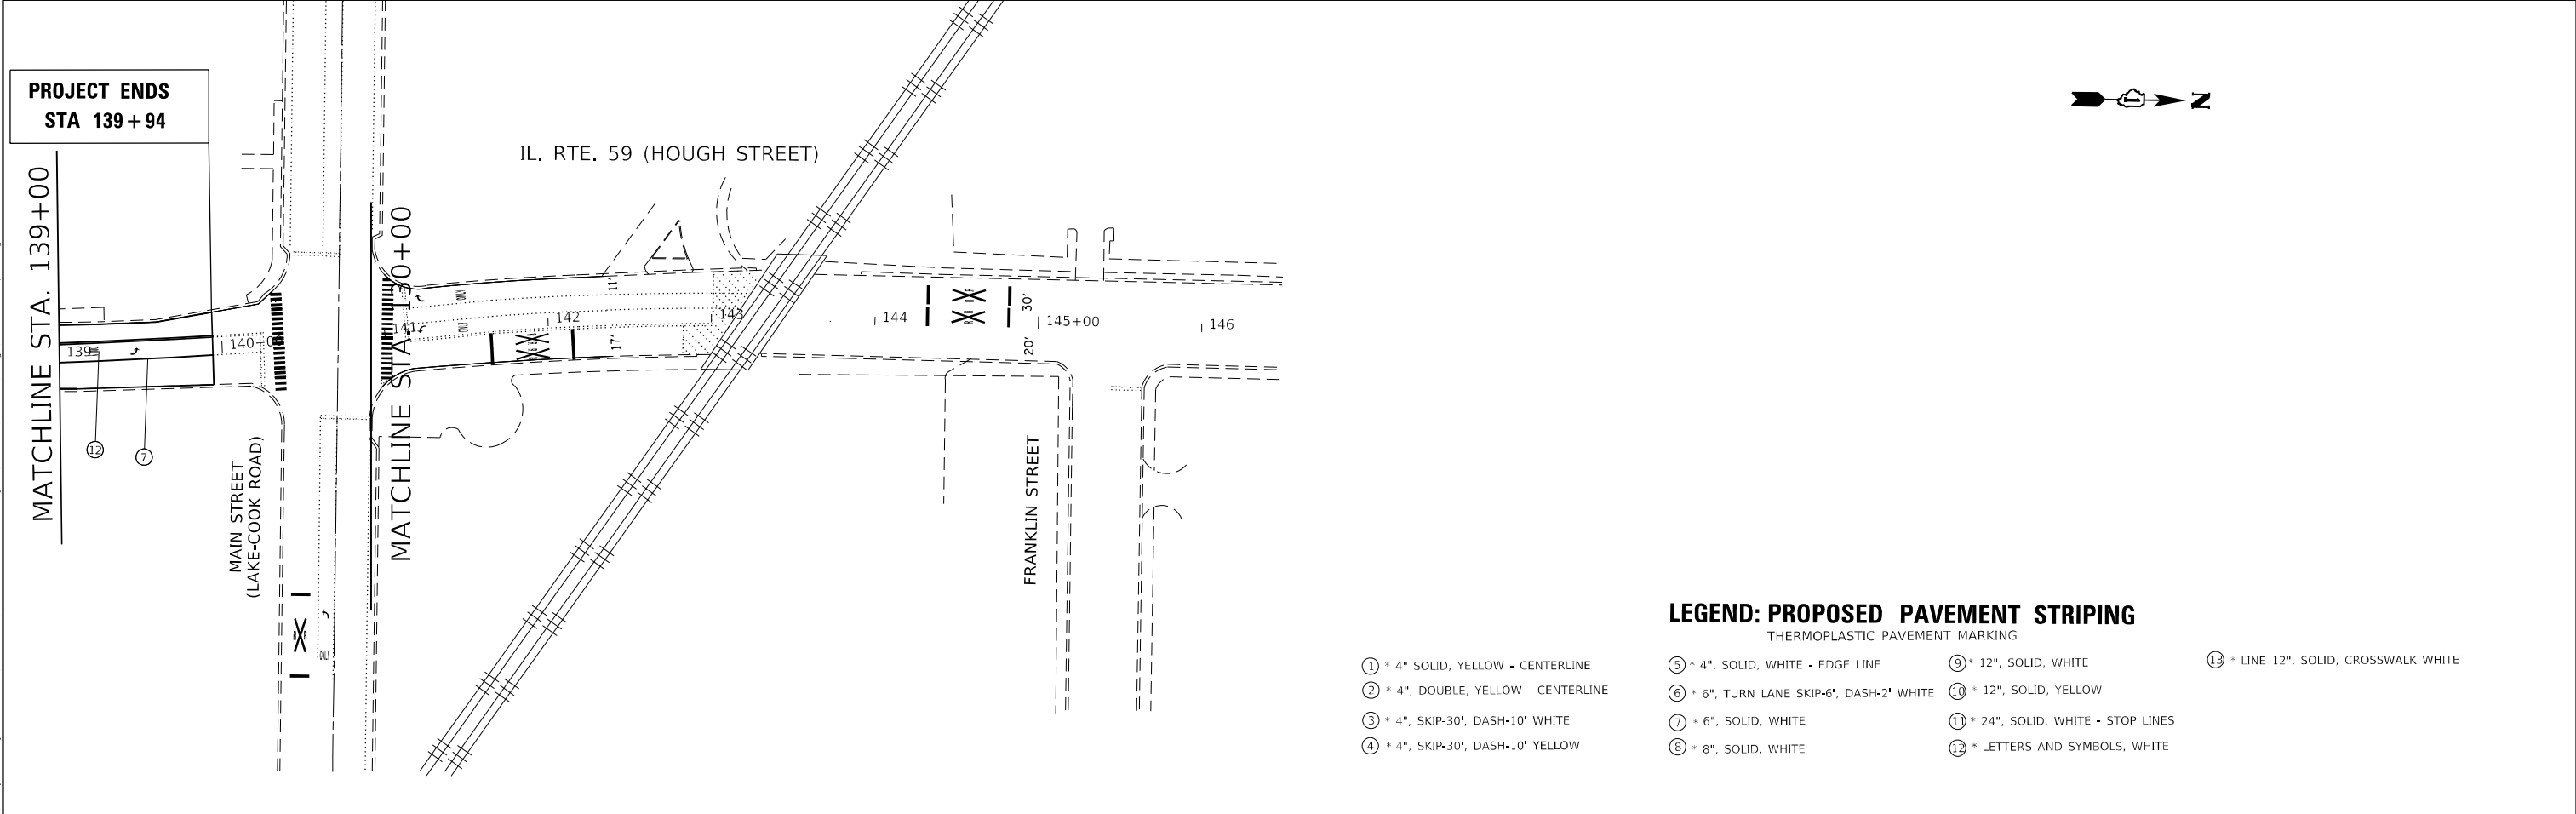 PROJECT ENDS
STA 139+94
MATCHLINE STA. 139+00
IL. RTE. 59 (HOUGH STREET)
N
MATCHLINE STA. 130+00
139
140+0
141
ONLY
ONLY
142
11'
17'
143
144
30'
20'
145+00
146
12
7
MAIN STREET
(LAKE-COOK ROAD)
FRANKLIN STREET
ONLY
LEGEND: PROPOSED PAVEMENT STRIPING
THERMOPLASTIC PAVEMENT MARKING
1 * 4" SOLID, YELLOW - CENTERLINE
2 * 4", DOUBLE, YELLOW - CENTERLINE
3 * 4", SKIP-30', DASH-10' WHITE
4 * 4", SKIP-30', DASH-10' YELLOW
5 * 4", SOLID, WHITE - EDGE LINE
6 * 6", TURN LANE SKIP-6', DASH-2' WHITE
7 * 6", SOLID, WHITE
8 * 8", SOLID, WHITE
9 * 12", SOLID, WHITE
10 * 12", SOLID, YELLOW
11 * 24", SOLID, WHITE - STOP LINES
12 * LETTERS AND SYMBOLS, WHITE
13 * LINE 12", SOLID, CROSSWALK WHITE